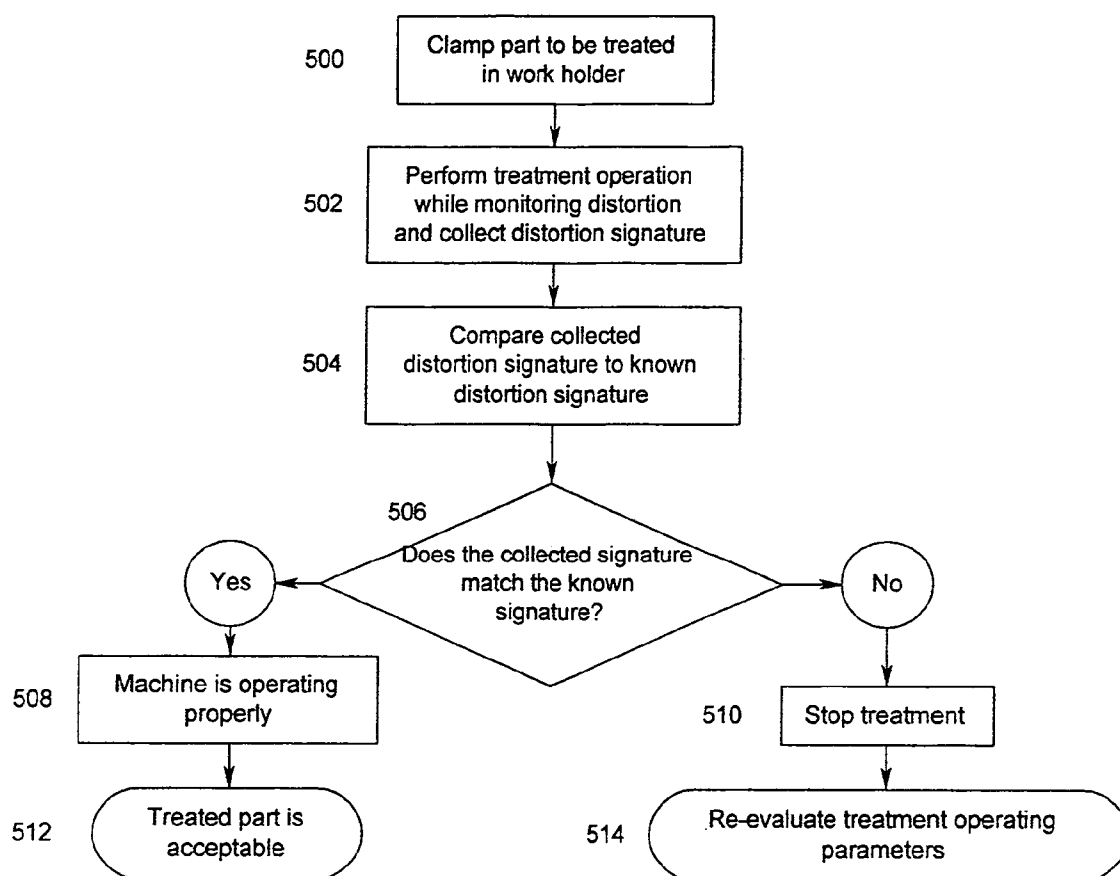 500
Clamp part to be treated
in work holder
502
Perform treatment operation
while monitoring distortion
and collect distortion signature
504
Compare collected
distortion signature to known
distortion signature
506
Does the collected signature
match the known
signature?
Yes
No
508
Machine is operating
properly
510
Stop treatment
512
Treated part is
acceptable
514
Re-evaluate treatment operating
parameters